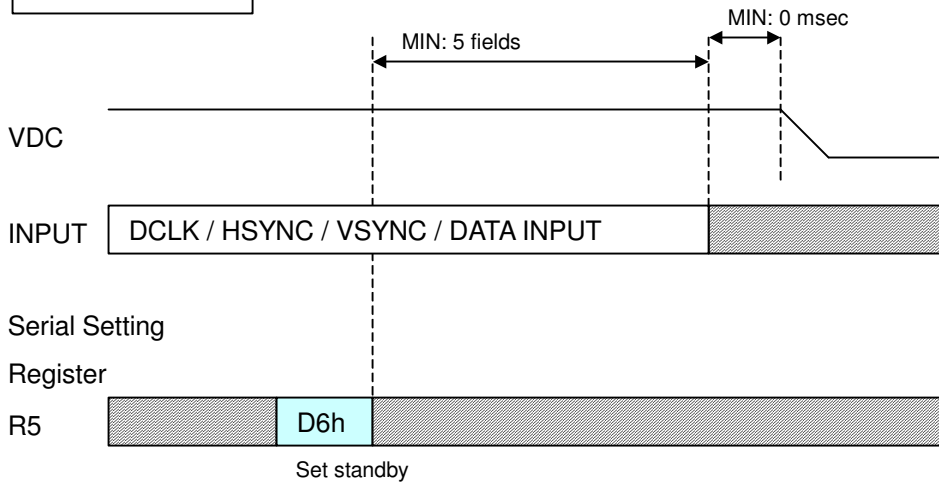 MIN: 0 msec
MIN: 5 fields
VDC
INPUT DCLK / HSYNC / VSYNC / DATA INPUT
Serial Setting
Register
R5 D6h
Set standby